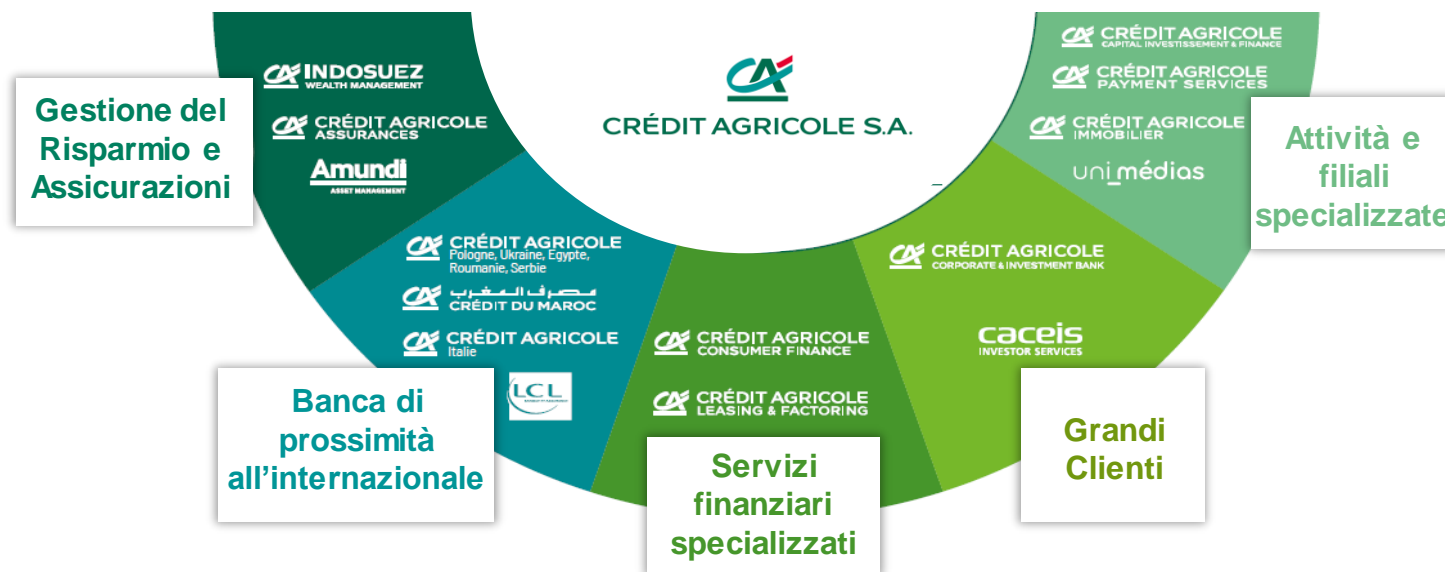 CRÉDIT AGRICOLE S.A.
Gestione del
Risparmio e
Assicurazioni
INDOSUEZ
WEALTH MANAGEMENT
CRÉDIT AGRICOLE
ASSURANCES
Amundi
ASSET MANAGEMENT
Banca di
prossimità
all’internazionale
CRÉDIT AGRICOLE
Pologne, Ukraine, Egypte,
Roumanie, Serbie
مصرف المغرب
CRÉDIT DU MAROC
CRÉDIT AGRICOLE
Italie
LCL
Servizi
finanziari
specializzati
CRÉDIT AGRICOLE
CONSUMER FINANCE
CRÉDIT AGRICOLE
LEASING & FACTORING
Grandi
Clienti
CRÉDIT AGRICOLE
CORPORATE & INVESTMENT BANK
caceis
INVESTOR SERVICES
Attività e
filiali
specializzate
CRÉDIT AGRICOLE
CAPITAL INVESTISSEMENT & FINANCE
CRÉDIT AGRICOLE
PAYMENT SERVICES
CRÉDIT AGRICOLE
IMMOBILIER
uni_médias